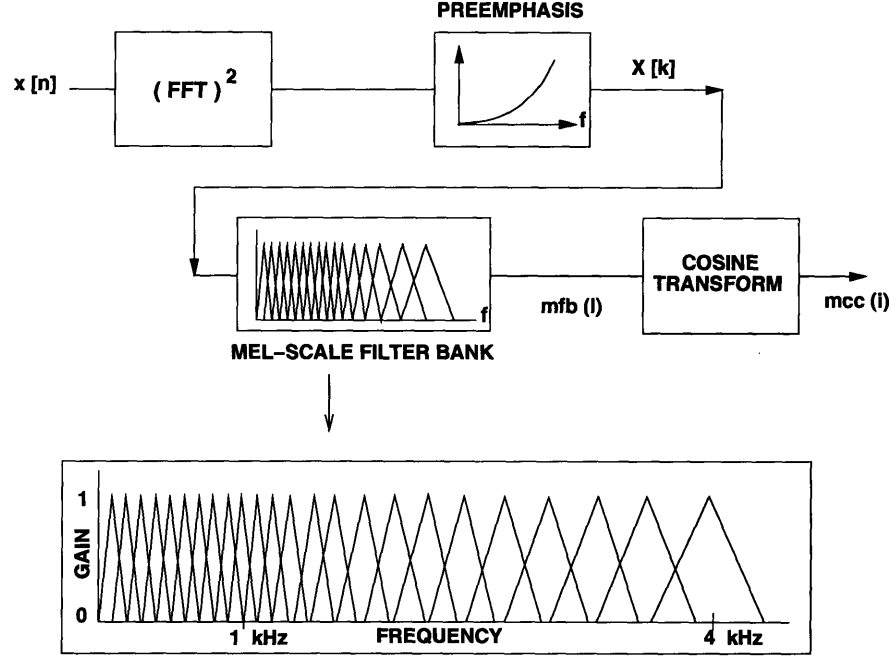 PREEMPHASIS
x [n]
( FFT )²
f
X [k]
f
MEL–SCALE FILTER BANK
mfb (l)
COSINE
TRANSFORM
mcc (i)
1
GAIN
0
1 kHz
FREQUENCY
4 kHz